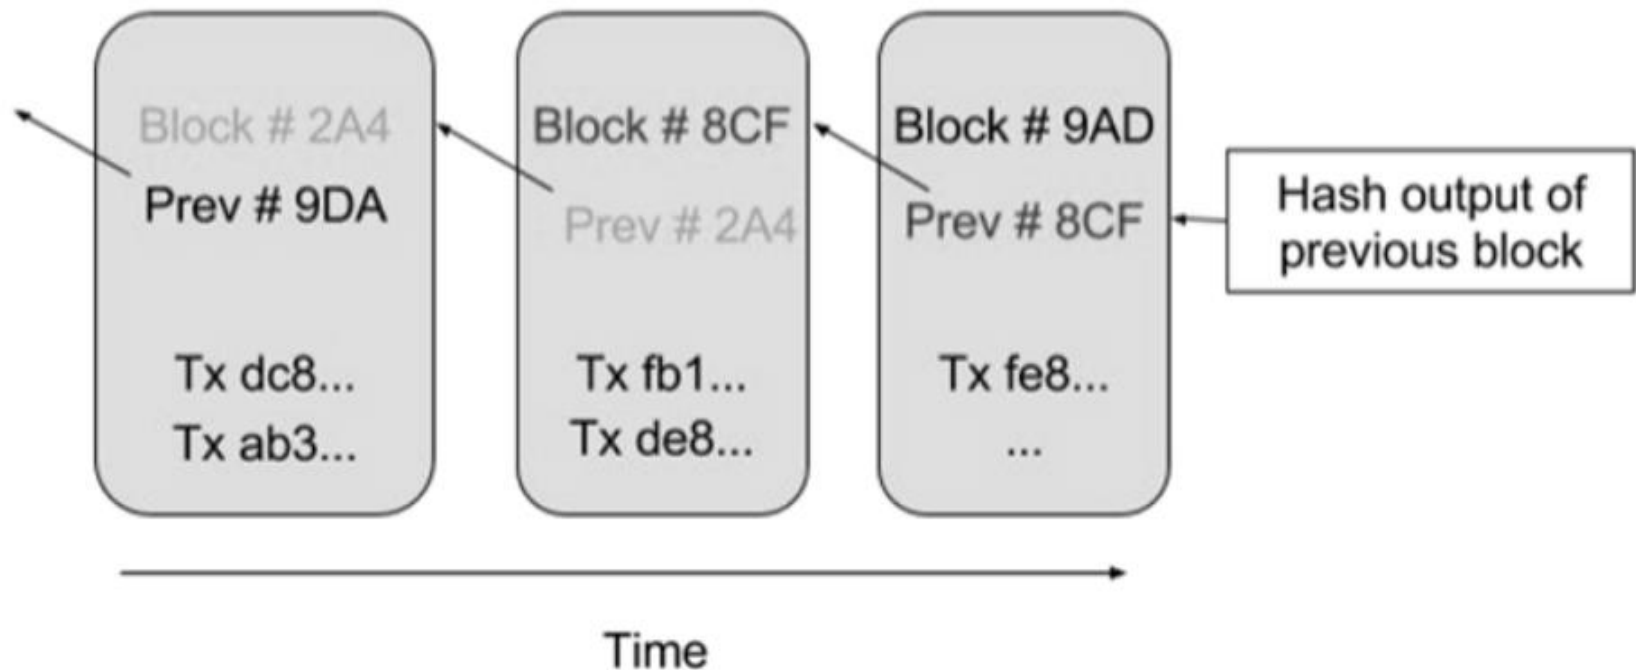 Block # 2A4
Prev # 9DA
Tx dc8...
Tx ab3...
Block # 8CF
Prev # 2A4
Tx fb1...
Tx de8...
Block # 9AD
Prev # 8CF
Tx fe8...
...
Hash output of
previous block
Time